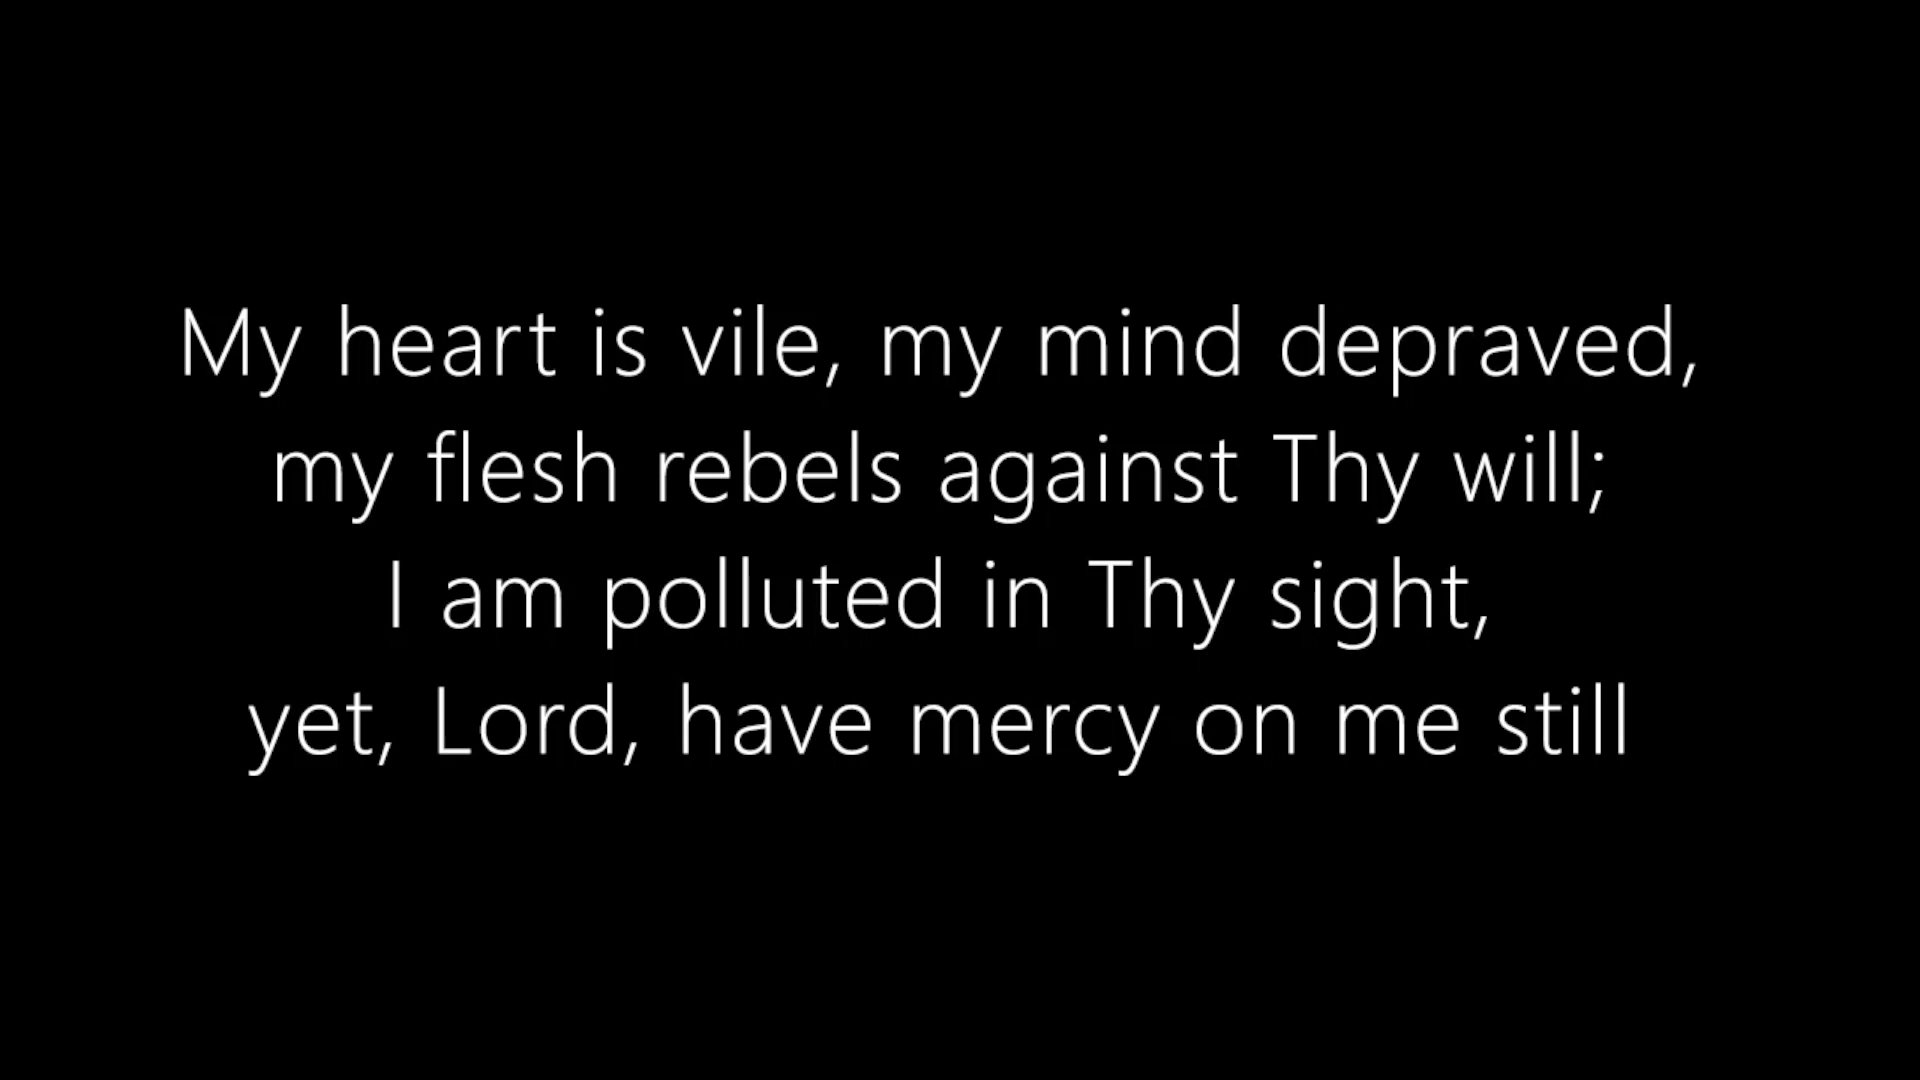 My heart is vile, my mind depraved,
my flesh rebels against Thy will;
I am polluted in Thy sight,
yet, Lord, have mercy on me still